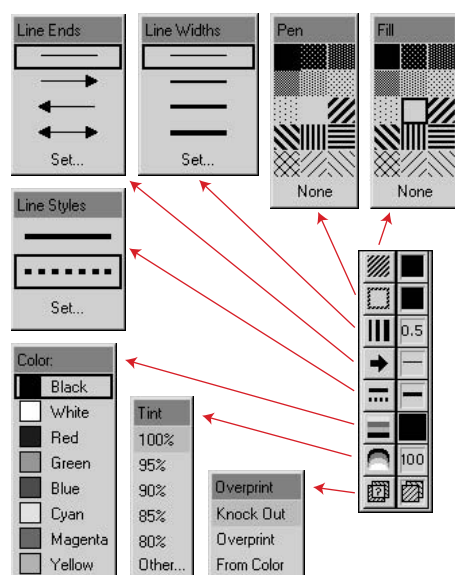 Line Ends
Set...
Line Widths
Set...
Pen
None
Fill
None
Line Styles
Set...
0.5
100
?
Color:
Black
White
Red
Green
Blue
Cyan
Magenta
Yellow
Tint
100%
95%
90%
85%
80%
Other...
Overprint
Knock Out
Overprint
From Color